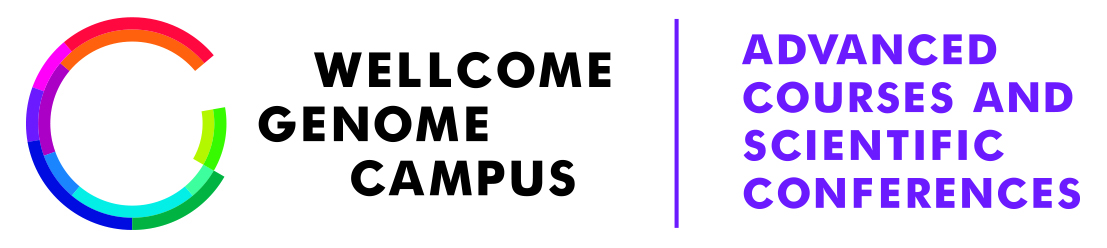 WELLCOME
GENOME
CAMPUS
ADVANCED
COURSES AND
SCIENTIFIC
CONFERENCES